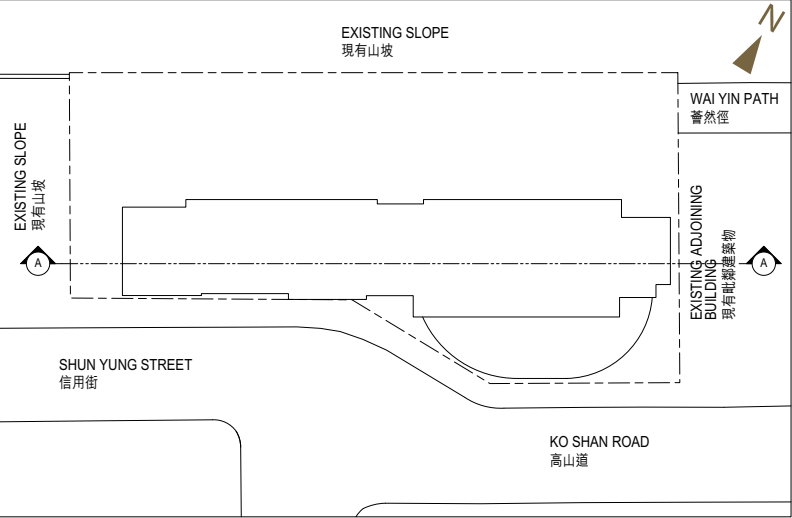 N
EXISTING SLOPE
現有山坡
WAI YIN PATH
薈然徑
EXISTING SLOPE
現有山坡
A
EXISTING ADJOINING
BUILDING
現有毗鄰建築物
A
SHUN YUNG STREET
信用街
KO SHAN ROAD
高山道